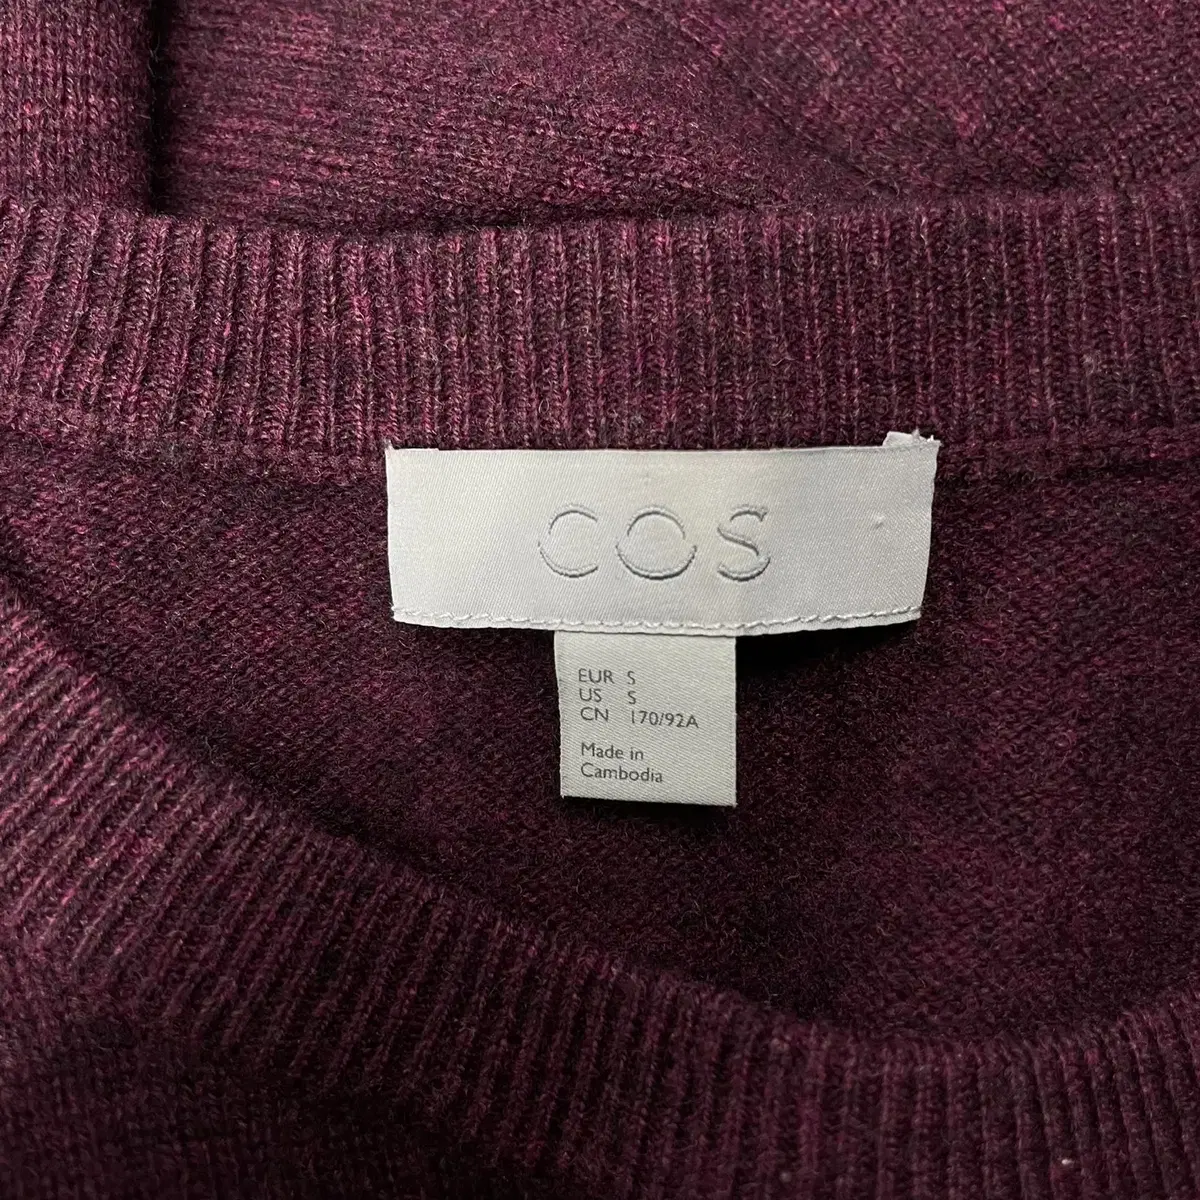 COS
EUR S
US S
CN 170/92A
Made in
Cambodia